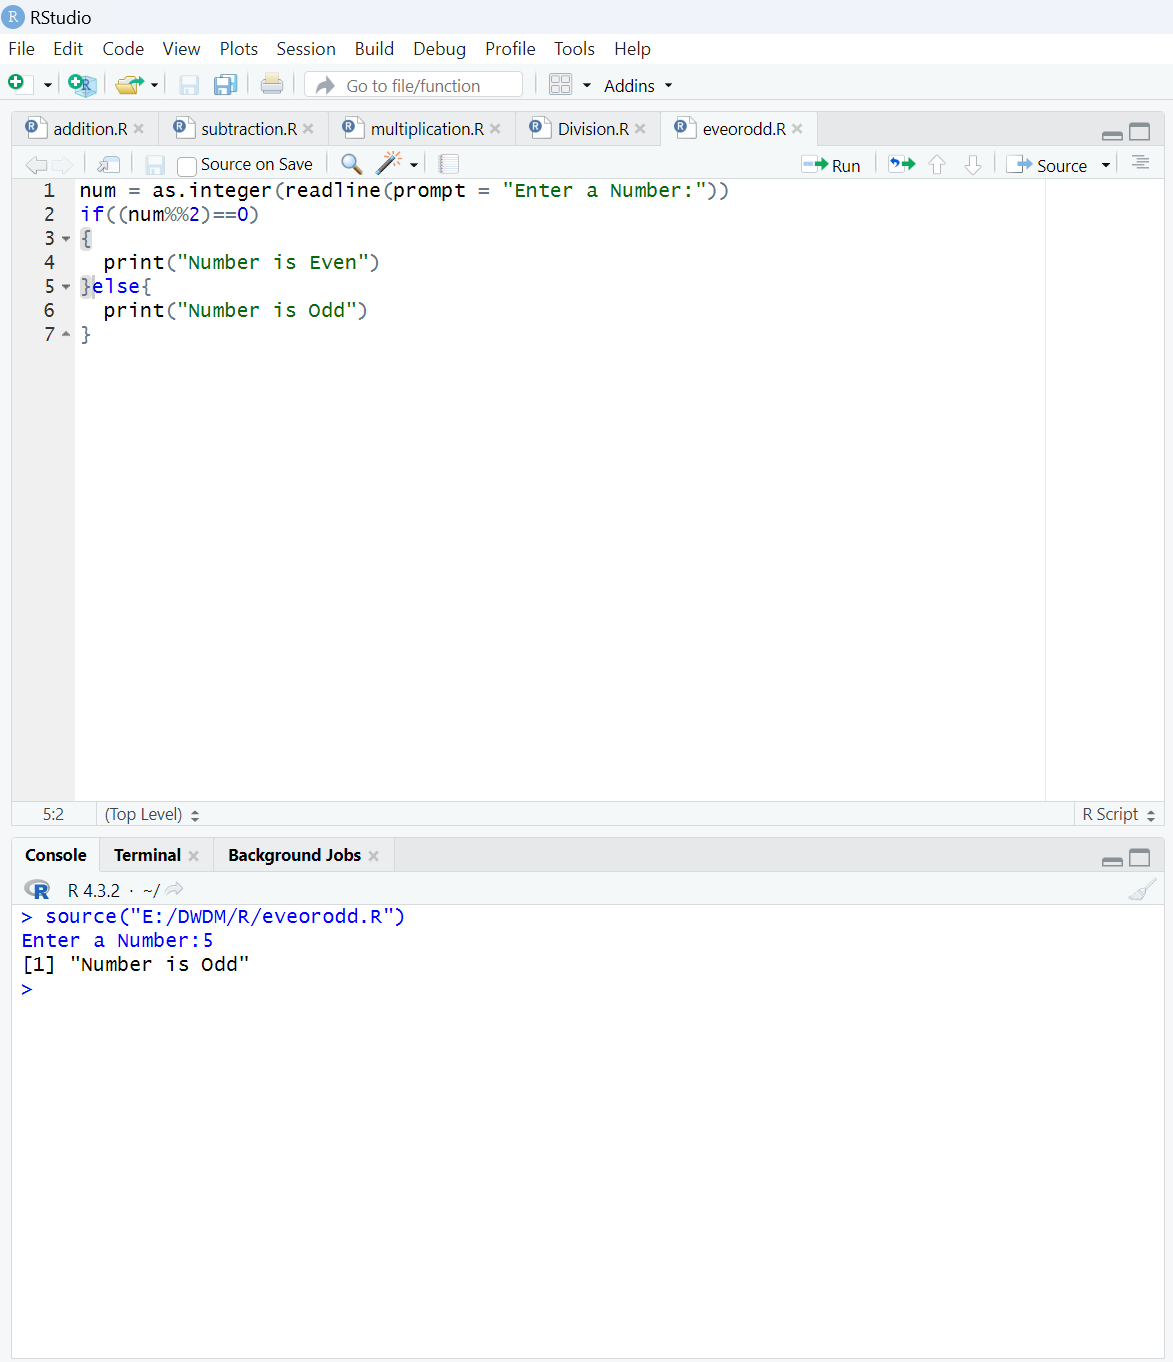 RStudio
File Edit Code View Plots Session Build Debug Profile Tools Help
Go to file/function Addins
addition.R subtraction.R multiplication.R Division.R eveorodd.R
Source on Save Run Source
1 num = as.integer(readline(prompt = "Enter a Number:"))
2 if((num%%2)==0)
3 {
4   print("Number is Even")
5 }else{
6   print("Number is Odd")
7 }
5:2 (Top Level) R Script
Console Terminal Background Jobs
R R 4.3.2 · ~/
> source("E:/DWDM/R/eveorodd.R")
Enter a Number:5
[1] "Number is Odd"
>